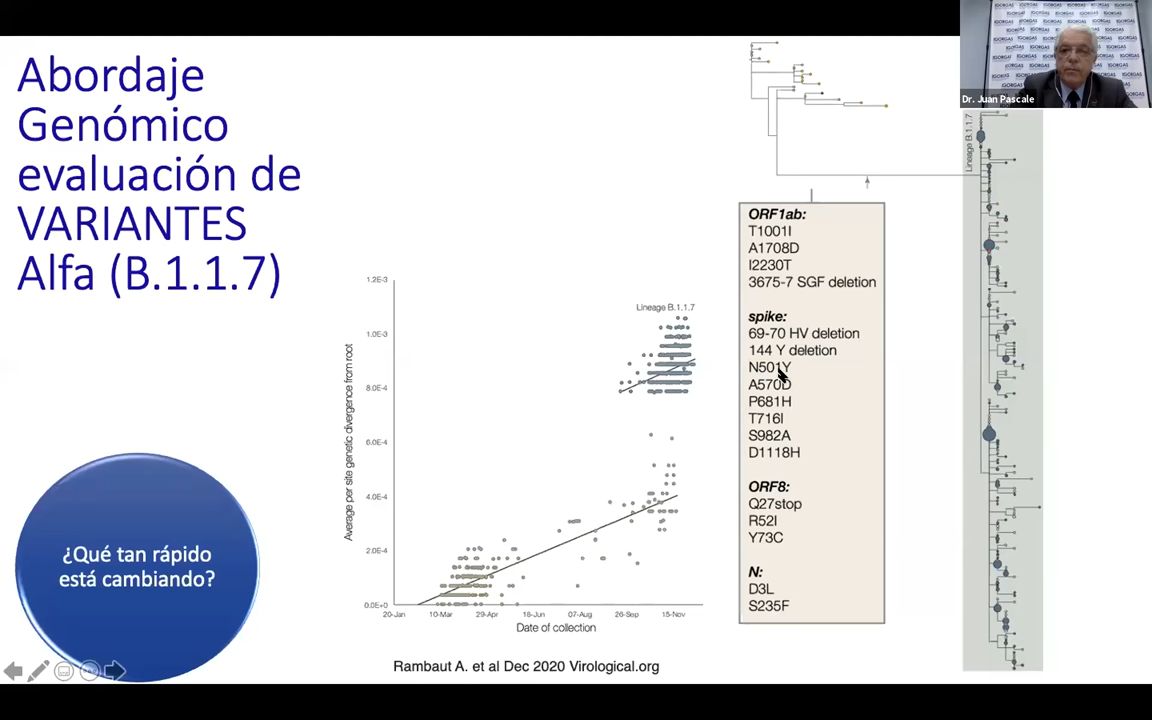 Abordaje
Genómico
evaluación de
VARIANTES
Alfa (B.1.1.7)
¿Qué tan rápido
está cambiando?
Average per site genetic divergence from root
1.2E-3
1.0E-3
8.0E-4
6.0E-4
4.0E-4
2.0E-4
0.0E+0
20-Jan 10-Mar 29-Apr 18-Jun 07-Aug 26-Sep 15-Nov
Date of collection
Lineage B.1.1.7
Rambaut A. et al Dec 2020 Virological.org
ORF1ab:
T1001I
A1708D
I2230T
3675-7 SGF deletion
spike:
69-70 HV deletion
144 Y deletion
N501Y
A570D
P681H
T716I
S982A
D1118H
ORF8:
Q27stop
R52I
Y73C
N:
D3L
S235F
Lineage B.1.1.7
IGORGAS
Dr. Juan Pascale